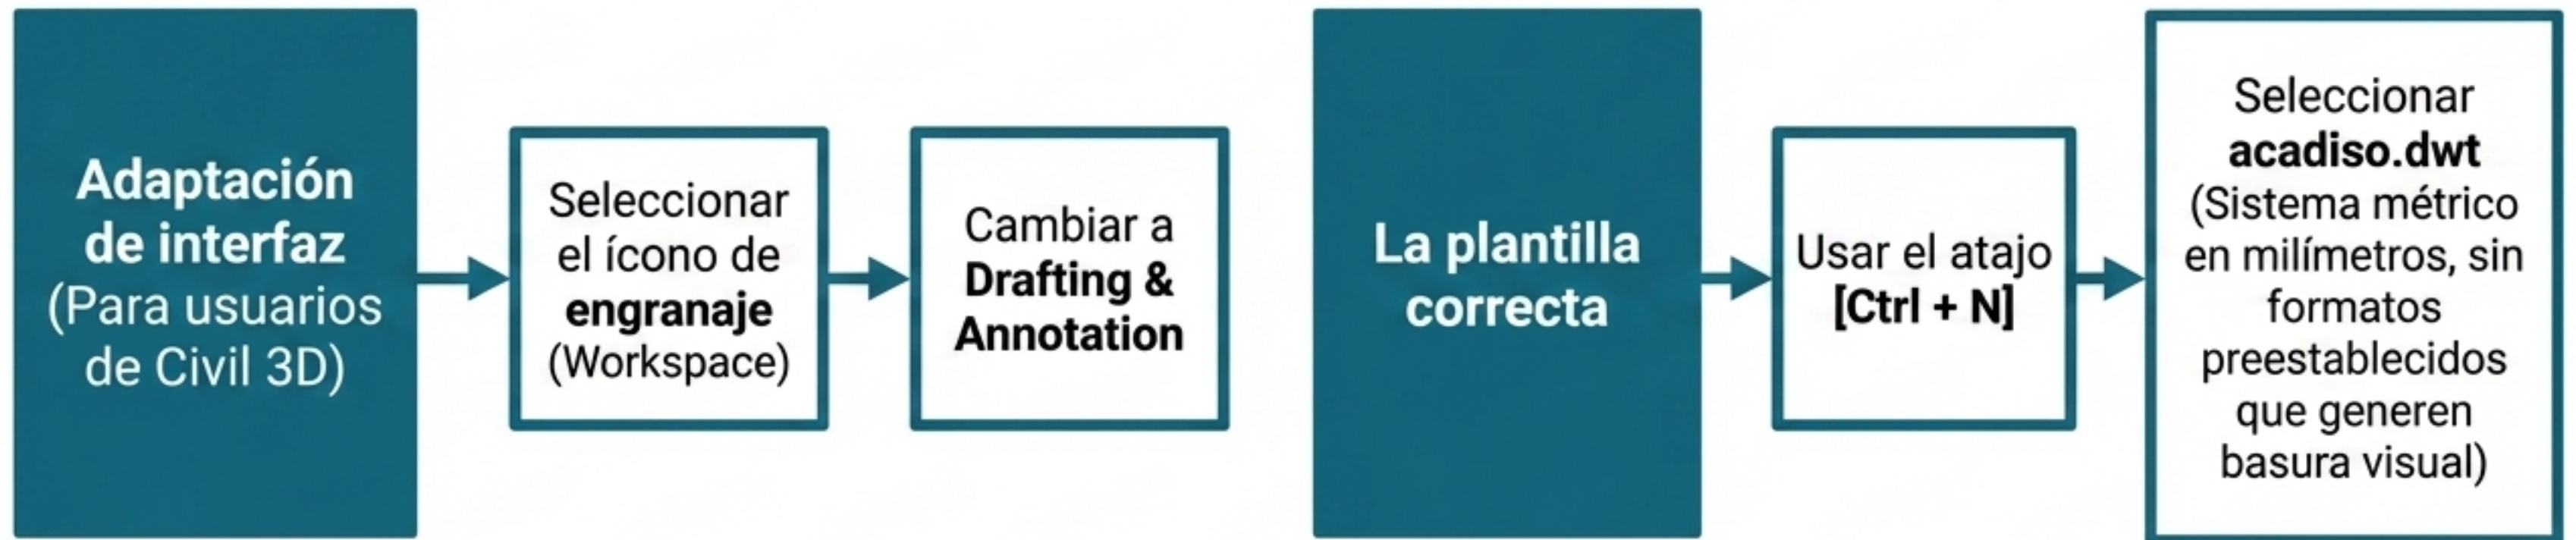 Adaptación
de interfaz
(Para usuarios
de Civil 3D)
Seleccionar
el ícono de
engranaje
(Workspace)
Cambiar a
Drafting &
Annotation
La plantilla
correcta
Usar el atajo
[Ctrl + N]
Seleccionar
acadiso.dwt
(Sistema métrico
en milímetros, sin
formatos
preestablecidos
que generen
basura visual)